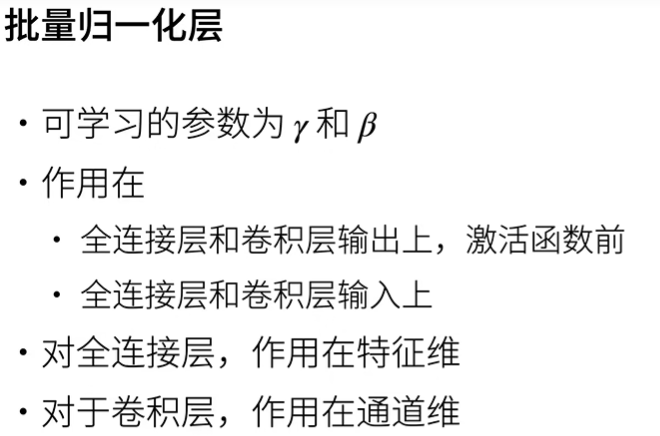 批量归一化层
• 可学习的参数为 γ 和 β
• 作用在
• 全连接层和卷积层输出上，激活函数前
• 全连接层和卷积层输入上
• 对全连接层，作用在特征维
• 对于卷积层，作用在通道维